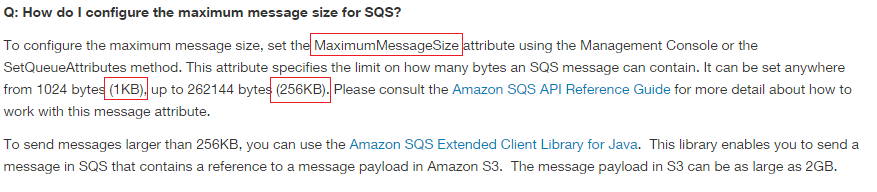 Q: How do I configure the maximum message size for SQS?
To configure the maximum message size, set the MaximumMessageSize attribute using the Management Console or the
SetQueueAttributes method. This attribute specifies the limit on how many bytes an SQS message can contain. It can be set anywhere
from 1024 bytes (1KB), up to 262144 bytes (256KB). Please consult the Amazon SQS API Reference Guide for more detail about how to
work with this message attribute.
To send messages larger than 256KB, you can use the Amazon SQS Extended Client Library for Java. This library enables you to send a
message in SQS that contains a reference to a message payload in Amazon S3. The message payload in S3 can be as large as 2GB.